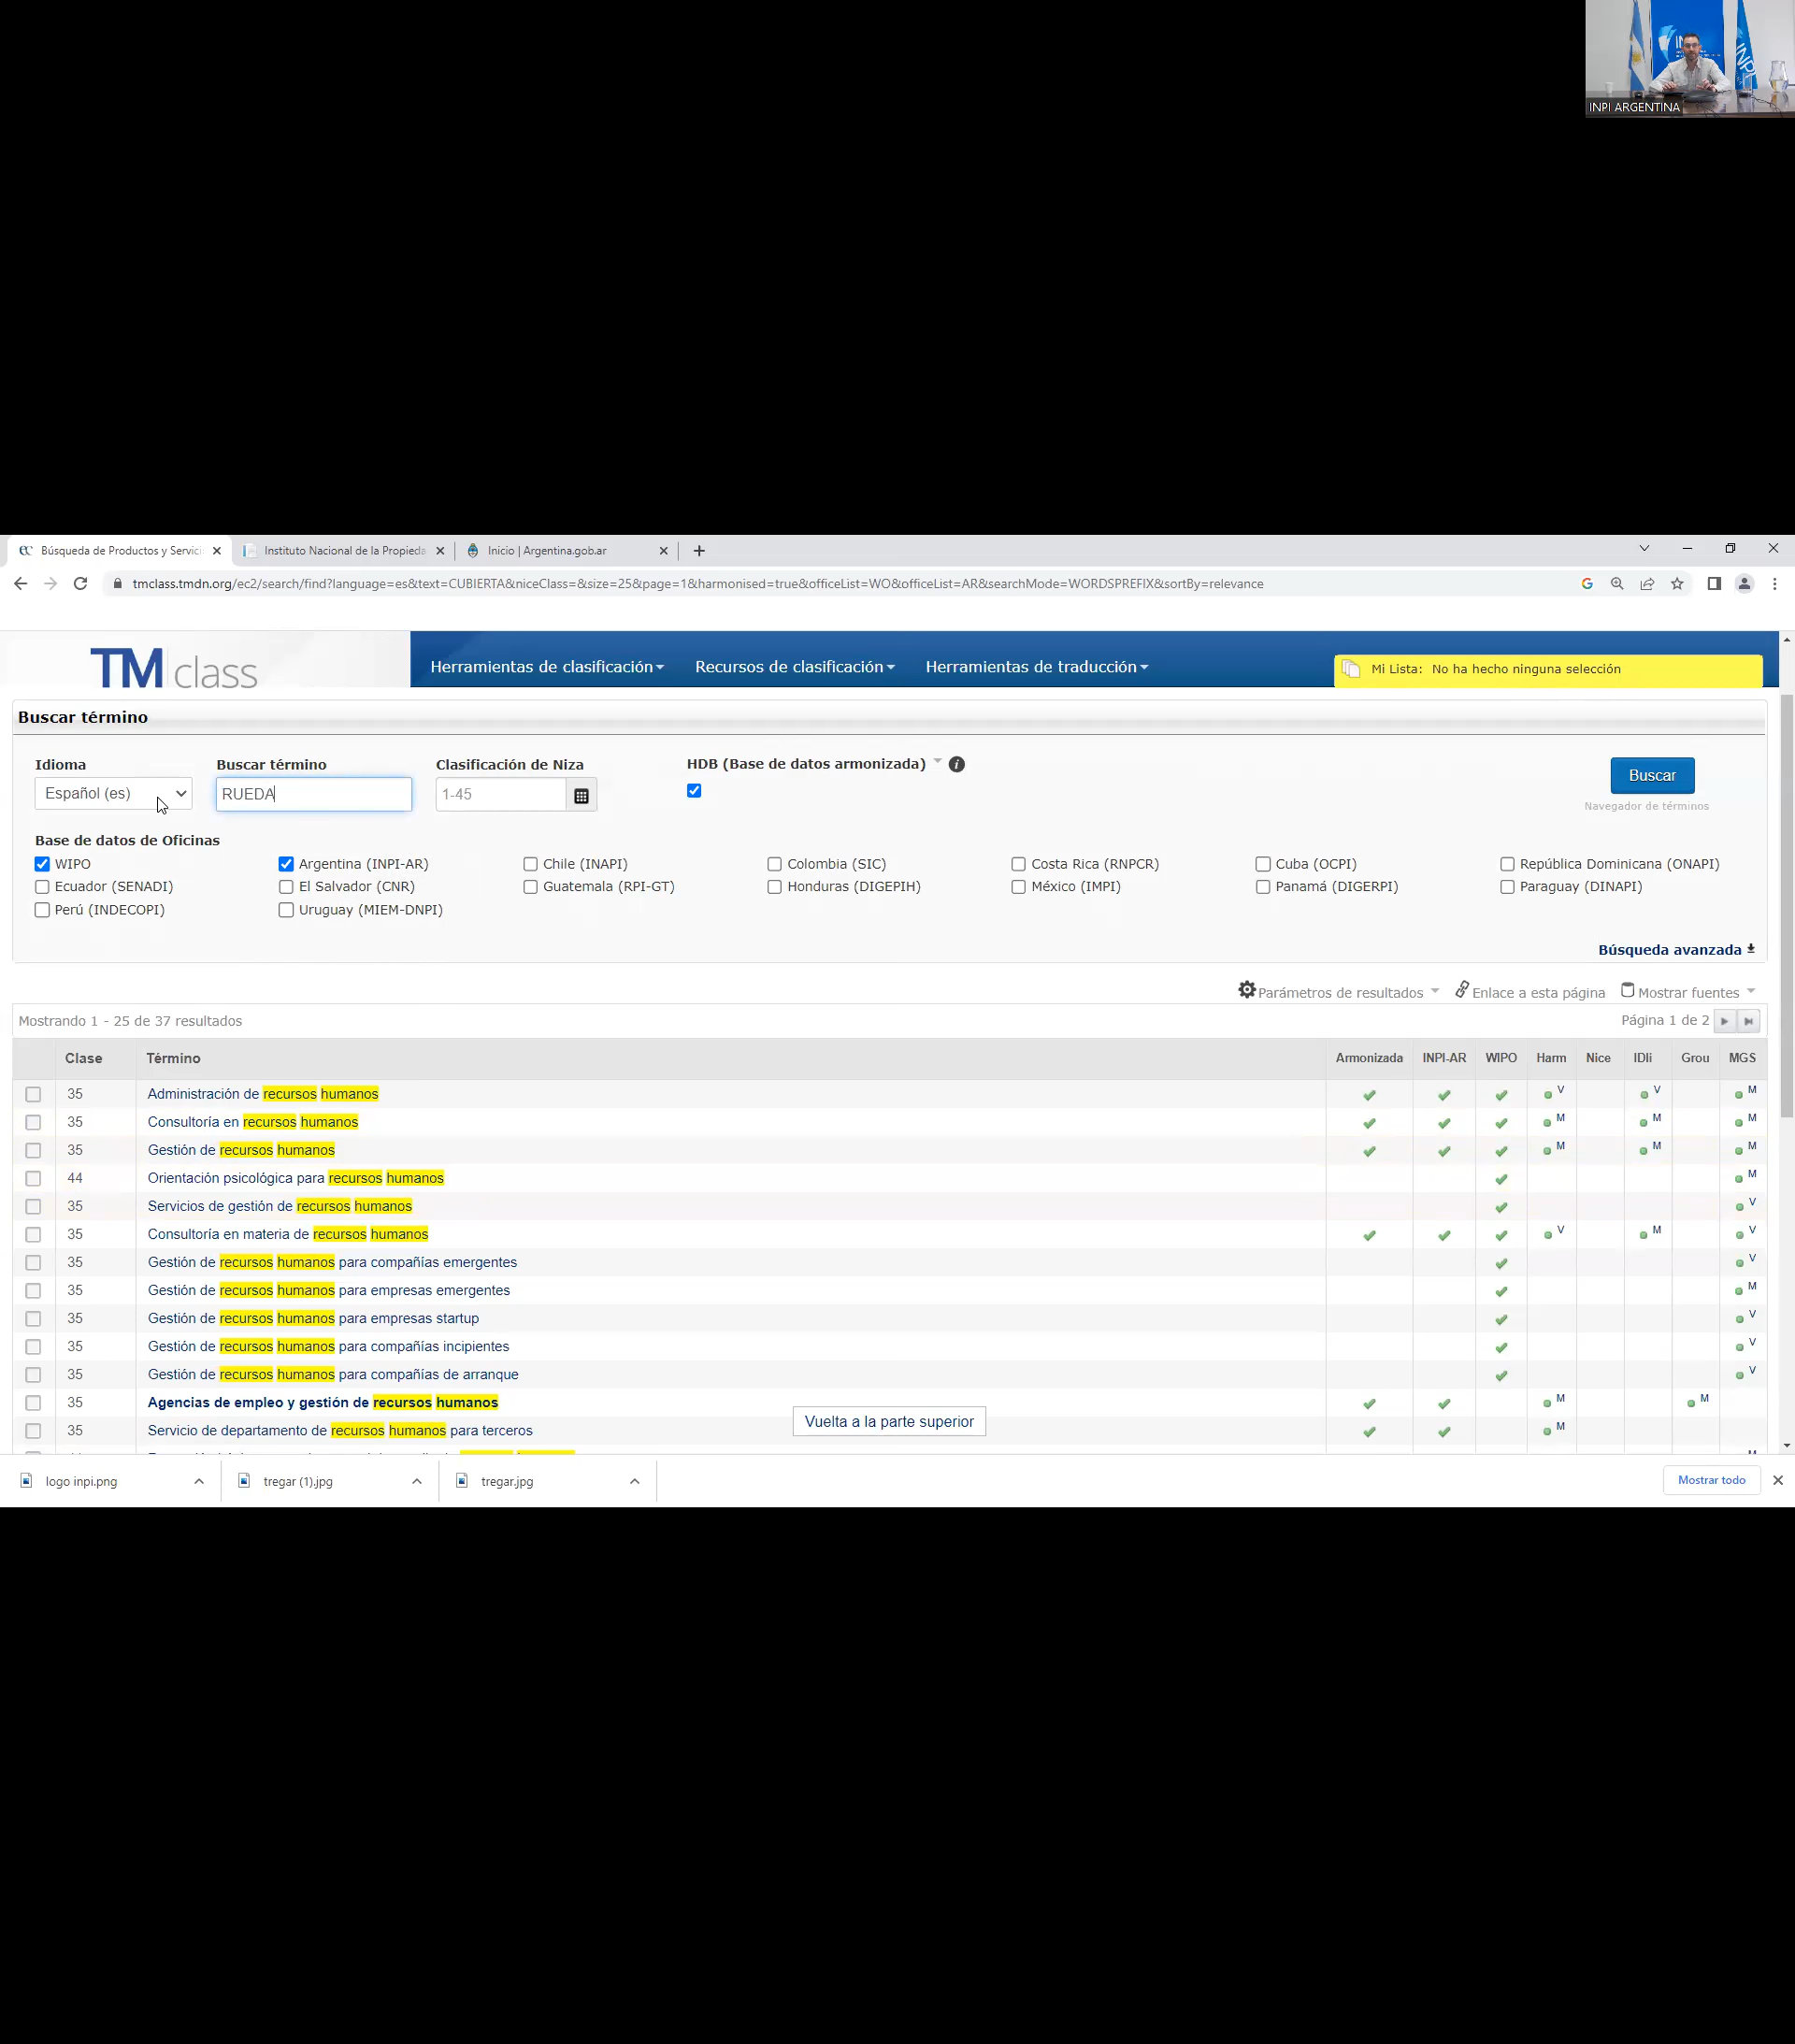 INPI ARGENTINA
Búsqueda de Productos y Servici
Instituto Nacional de la Propieda
Inicio | Argentina.gob.ar
tmclass.tmdn.org/ec2/search/find?language=es&text=CUBIERTA&niceClass=&size=25&page=1&harmonised=true&officeList=WO&officeList=AR&searchMode=WORDSPREFIX&sortBy=relevance
TMclass
Herramientas de clasificación
Recursos de clasificación
Herramientas de traducción
Mi Lista: No ha hecho ninguna selección
Buscar término
Idioma
Buscar término
Clasificación de Niza
HDB (Base de datos armonizada)
Español (es)
RUEDA
1-45
Buscar
Navegador de términos
Base de datos de Oficinas
WIPO Argentina (INPI-AR) Chile (INAPI) Colombia (SIC) Costa Rica (RNPCR) Cuba (OCPI) República Dominicana (ONAPI)
Ecuador (SENADI) El Salvador (CNR) Guatemala (RPI-GT) Honduras (DIGEPIH) México (IMPI) Panamá (DIGERPI) Paraguay (DINAPI)
Perú (INDECOPI) Uruguay (MIEM-DNPI)
Búsqueda avanzada
Parámetros de resultados Enlace a esta página Mostrar fuentes
Mostrando 1 - 25 de 37 resultados Página 1 de 2
Clase Término Armonizada INPI-AR WIPO Harm Nice IDli Grou MGS
35 Administración de recursos humanos V V M
35 Consultoría en recursos humanos M M M
35 Gestión de recursos humanos M M M
44 Orientación psicológica para recursos humanos M
35 Servicios de gestión de recursos humanos V
35 Consultoría en materia de recursos humanos V M V
35 Gestión de recursos humanos para compañías emergentes V
35 Gestión de recursos humanos para empresas emergentes M
35 Gestión de recursos humanos para empresas startup V
35 Gestión de recursos humanos para compañías incipientes V
35 Gestión de recursos humanos para compañías de arranque V
35 Agencias de empleo y gestión de recursos humanos M M
35 Servicio de departamento de recursos humanos para terceros M
Vuelta a la parte superior
logo inpi.png
tregar (1).jpg
tregar.jpg
Mostrar todo